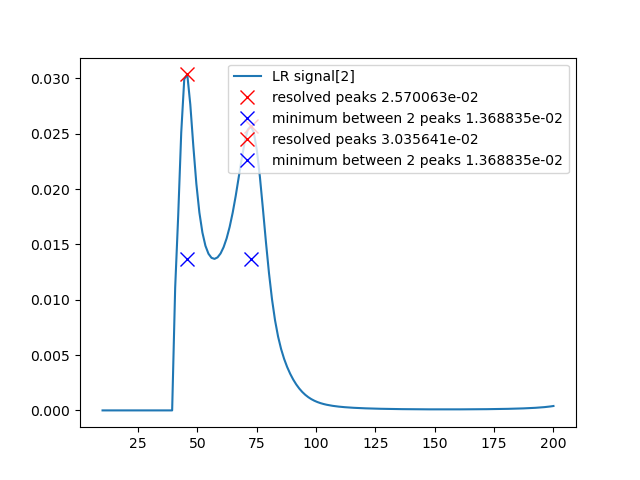 LR signal[2]
resolved peaks 2.570063e-02
minimum between 2 peaks 1.368835e-02
resolved peaks 3.035641e-02
minimum between 2 peaks 1.368835e-02
0.030
0.025
0.020
0.015
0.010
0.005
0.000
25 50 75 100 125 150 175 200